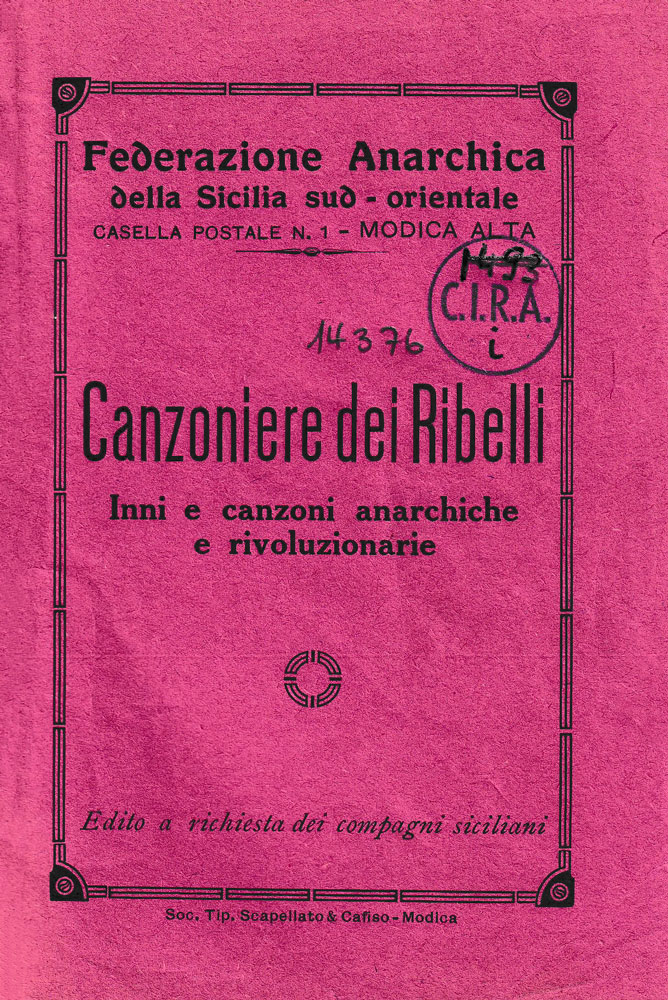 Federazione Anarchica
della Sicilia sud - orientale
CASELLA POSTALE N. 1 - MODICA ALTA
1493
C.I.R.A.
i
14376
Canzoniere dei Ribelli
Inni e canzoni anarchiche
e rivoluzionarie
Edito a richiesta dei compagni siciliani
Soc. Tip. Scapellato & Cafiso - Modica